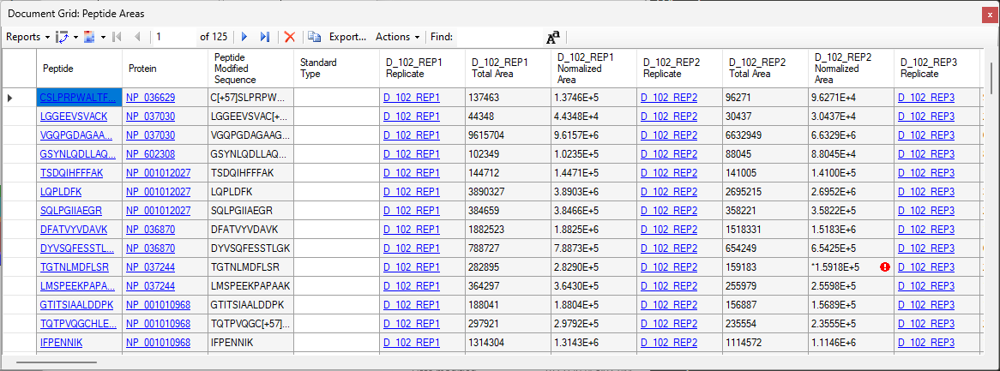 Document Grid: Peptide Areas
Reports 1 of 125 Export... Actions Find: Aa
Peptide Protein Peptide Modified Sequence Standard Type D_102_REP1 Replicate D_102_REP1 Total Area D_102_REP1 Normalized Area D_102_REP2 Replicate D_102_REP2 Total Area D_102_REP2 Normalized Area D_102_REP3 Replicate
CSLPRPWALTF... NP_036629 C[+57]SLPRPW... D_102_REP1 137463 1.3746E+5 D_102_REP2 96271 9.6271E+4 D_102_REP3
LGGEEVSVACK NP_037030 LGGEEVSVAC[+... D_102_REP1 44348 4.4348E+4 D_102_REP2 30437 3.0437E+4 D_102_REP3
VGQPGDAGAA... NP_037030 VGQPGDAGAAG... D_102_REP1 9615704 9.6157E+6 D_102_REP2 6632949 6.6329E+6 D_102_REP3
GSYNLQDLLAQ... NP_602308 GSYNLQDLLAQ... D_102_REP1 102349 1.0235E+5 D_102_REP2 88045 8.8045E+4 D_102_REP3
TSDQIHFFFAK NP_001012027 TSDQIHFFFAK D_102_REP1 144712 1.4471E+5 D_102_REP2 141005 1.4100E+5 D_102_REP3
LQPLDFK NP_001012027 LQPLDFK D_102_REP1 3890327 3.8903E+6 D_102_REP2 2695215 2.6952E+6 D_102_REP3
SQLPGIIAEGR NP_001012027 SQLPGIIAEGR D_102_REP1 384659 3.8466E+5 D_102_REP2 358221 3.5822E+5 D_102_REP3
DFATVYVDAVK NP_036870 DFATVYVDAVK D_102_REP1 1882523 1.8825E+6 D_102_REP2 1518331 1.5183E+6 D_102_REP3
DYVSQFESSTL... NP_036870 DYVSQFESSTLGK D_102_REP1 788727 7.8873E+5 D_102_REP2 654249 6.5425E+5 D_102_REP3
TGTNLMDFLSR NP_037244 TGTNLMDFLSR D_102_REP1 282895 2.8290E+5 D_102_REP2 159183 *1.5918E+5 D_102_REP3
LMSPEEKPAPA... NP_037244 LMSPEEKPAPAAK D_102_REP1 364297 3.6430E+5 D_102_REP2 255979 2.5598E+5 D_102_REP3
GTITSIAALDDPK NP_001010968 GTITSIAALDDPK D_102_REP1 188041 1.8804E+5 D_102_REP2 156887 1.5689E+5 D_102_REP3
TQTPVQGCHLE... NP_001010968 TQTPVQGC[+57]... D_102_REP1 297921 2.9792E+5 D_102_REP2 235554 2.3555E+5 D_102_REP3
IFPENNIK NP_001010968 IFPENNIK D_102_REP1 1314304 1.3143E+6 D_102_REP2 1114572 1.1146E+6 D_102_REP3